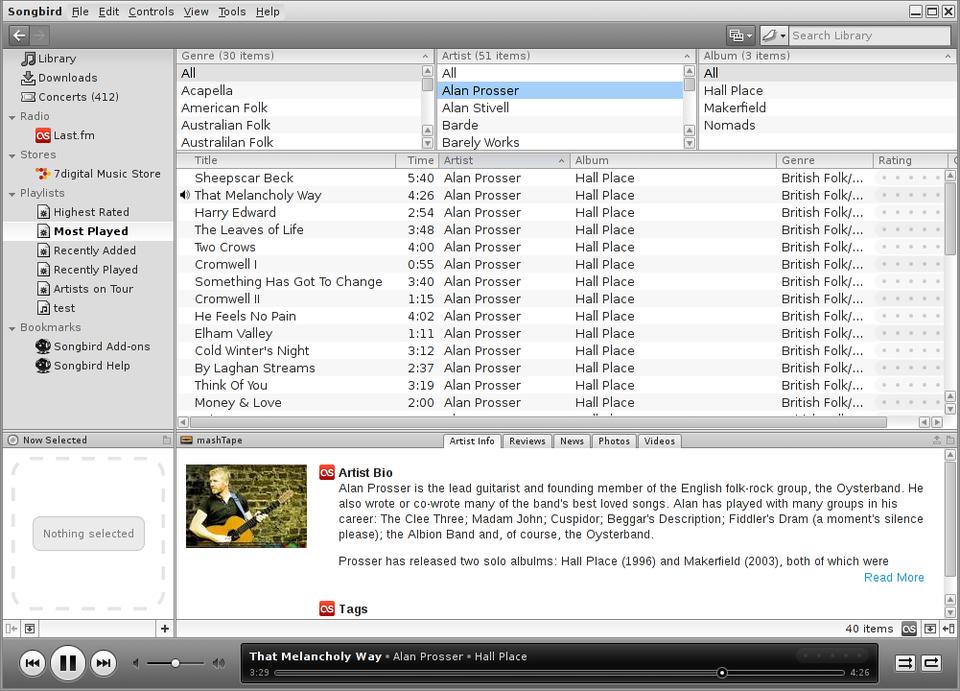 Songbird File Edit Controls View Tools Help
Search Library
Library
Downloads
Concerts (412)
Radio
Last.fm
Stores
7digital Music Store
Playlists
Highest Rated
Most Played
Recently Added
Recently Played
Artists on Tour
test
Bookmarks
Songbird Add-ons
Songbird Help
Genre (30 items)
All
Acapella
American Folk
Australian Folk
Australilan Folk
Artist (51 items)
All
Alan Prosser
Alan Stivell
Barde
Barely Works
Album (3 items)
All
Hall Place
Makerfield
Nomads
Title Time Artist Album Genre Rating
Sheepscar Beck 5:40 Alan Prosser Hall Place British Folk/...
That Melancholy Way 4:26 Alan Prosser Hall Place British Folk/...
Harry Edward 2:54 Alan Prosser Hall Place British Folk/...
The Leaves of Life 3:48 Alan Prosser Hall Place British Folk/...
Two Crows 4:00 Alan Prosser Hall Place British Folk/...
Cromwell I 0:55 Alan Prosser Hall Place British Folk/...
Something Has Got To Change 3:40 Alan Prosser Hall Place British Folk/...
Cromwell II 1:15 Alan Prosser Hall Place British Folk/...
He Feels No Pain 4:02 Alan Prosser Hall Place British Folk/...
Elham Valley 1:11 Alan Prosser Hall Place British Folk/...
Cold Winter's Night 3:12 Alan Prosser Hall Place British Folk/...
By Laghan Streams 2:37 Alan Prosser Hall Place British Folk/...
Think Of You 3:19 Alan Prosser Hall Place British Folk/...
Money & Love 2:00 Alan Prosser Hall Place British Folk/...
Now Selected
Nothing selected
mashTape
Artist Info Reviews News Photos Videos
Artist Bio
Alan Prosser is the lead guitarist and founding member of the English folk-rock group, the Oysterband. He
also wrote or co-wrote many of the band's best loved songs. Alan has played with many groups in his
career: The Clee Three; Madam John; Cuspidor; Beggar's Description; Fiddler's Dram (a moment's silence
please); the Albion Band and, of course, the Oysterband.
Prosser has released two solo albulms: Hall Place (1996) and Makerfield (2003), both of which were
Read More
Tags
40 items
That Melancholy Way • Alan Prosser • Hall Place
3:29 4:26